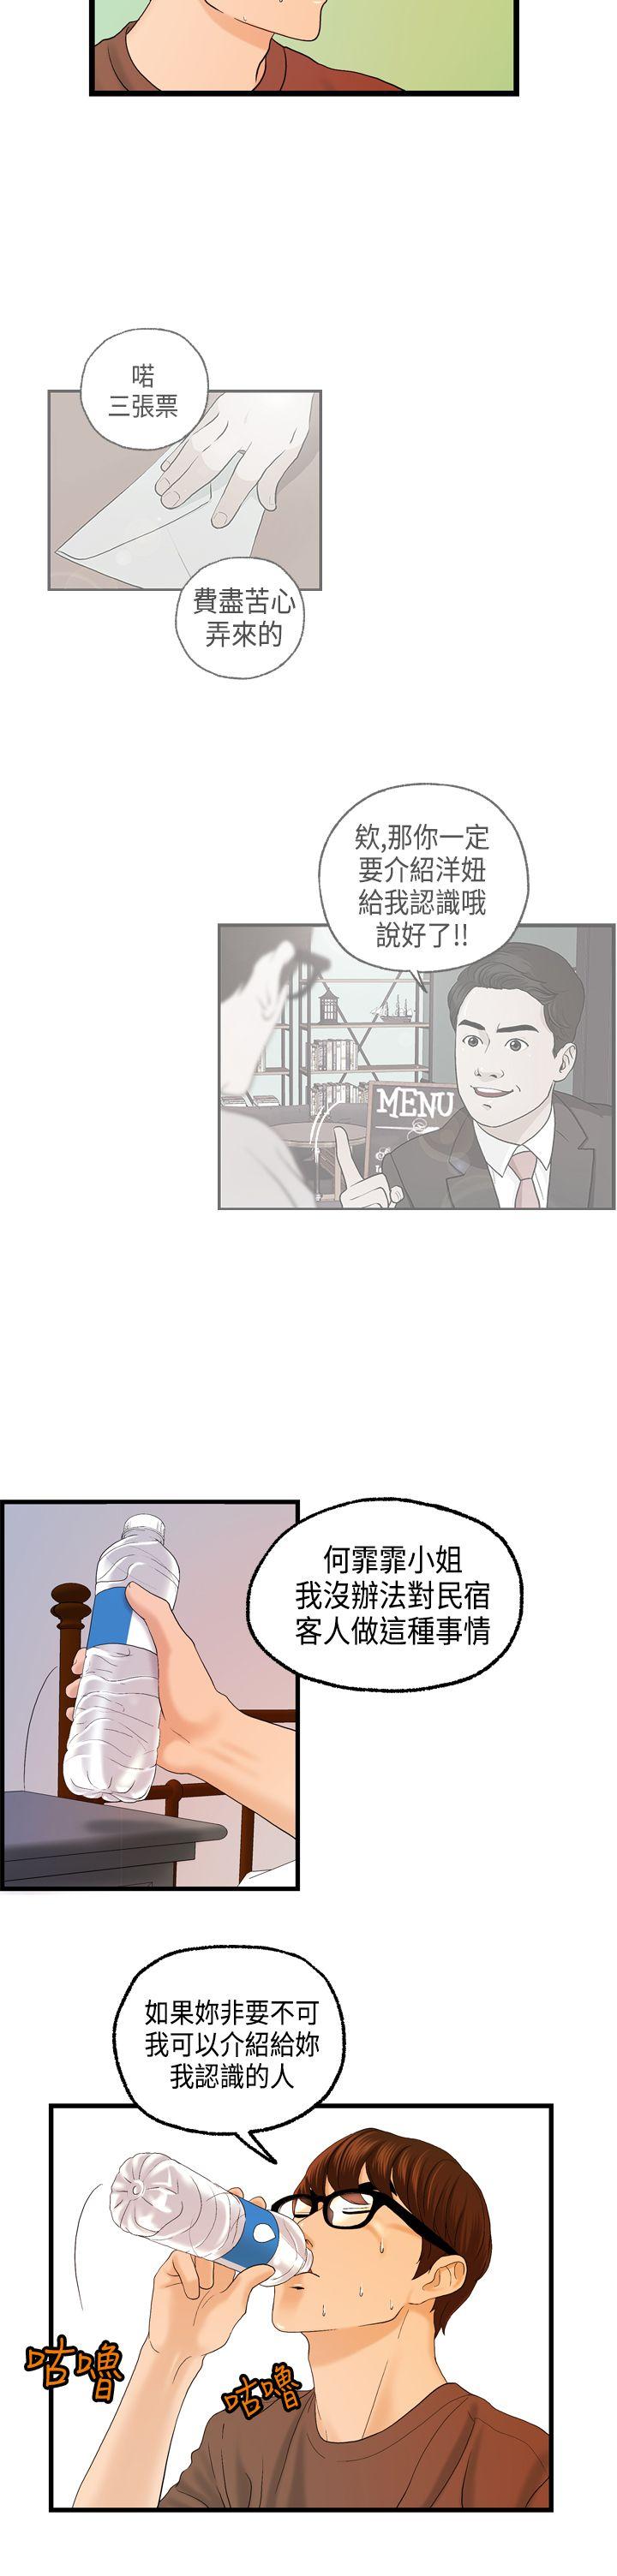 喏
三張票
費盡苦心
弄來的
欸,那你一定
要介紹洋妞
給我認識哦
說好了!!
MENU
何霏霏小姐
我沒辦法對民宿
客人做這種事情
如果妳非要不可
我可以介紹給妳
我認識的人
咕嚕
咕嚕